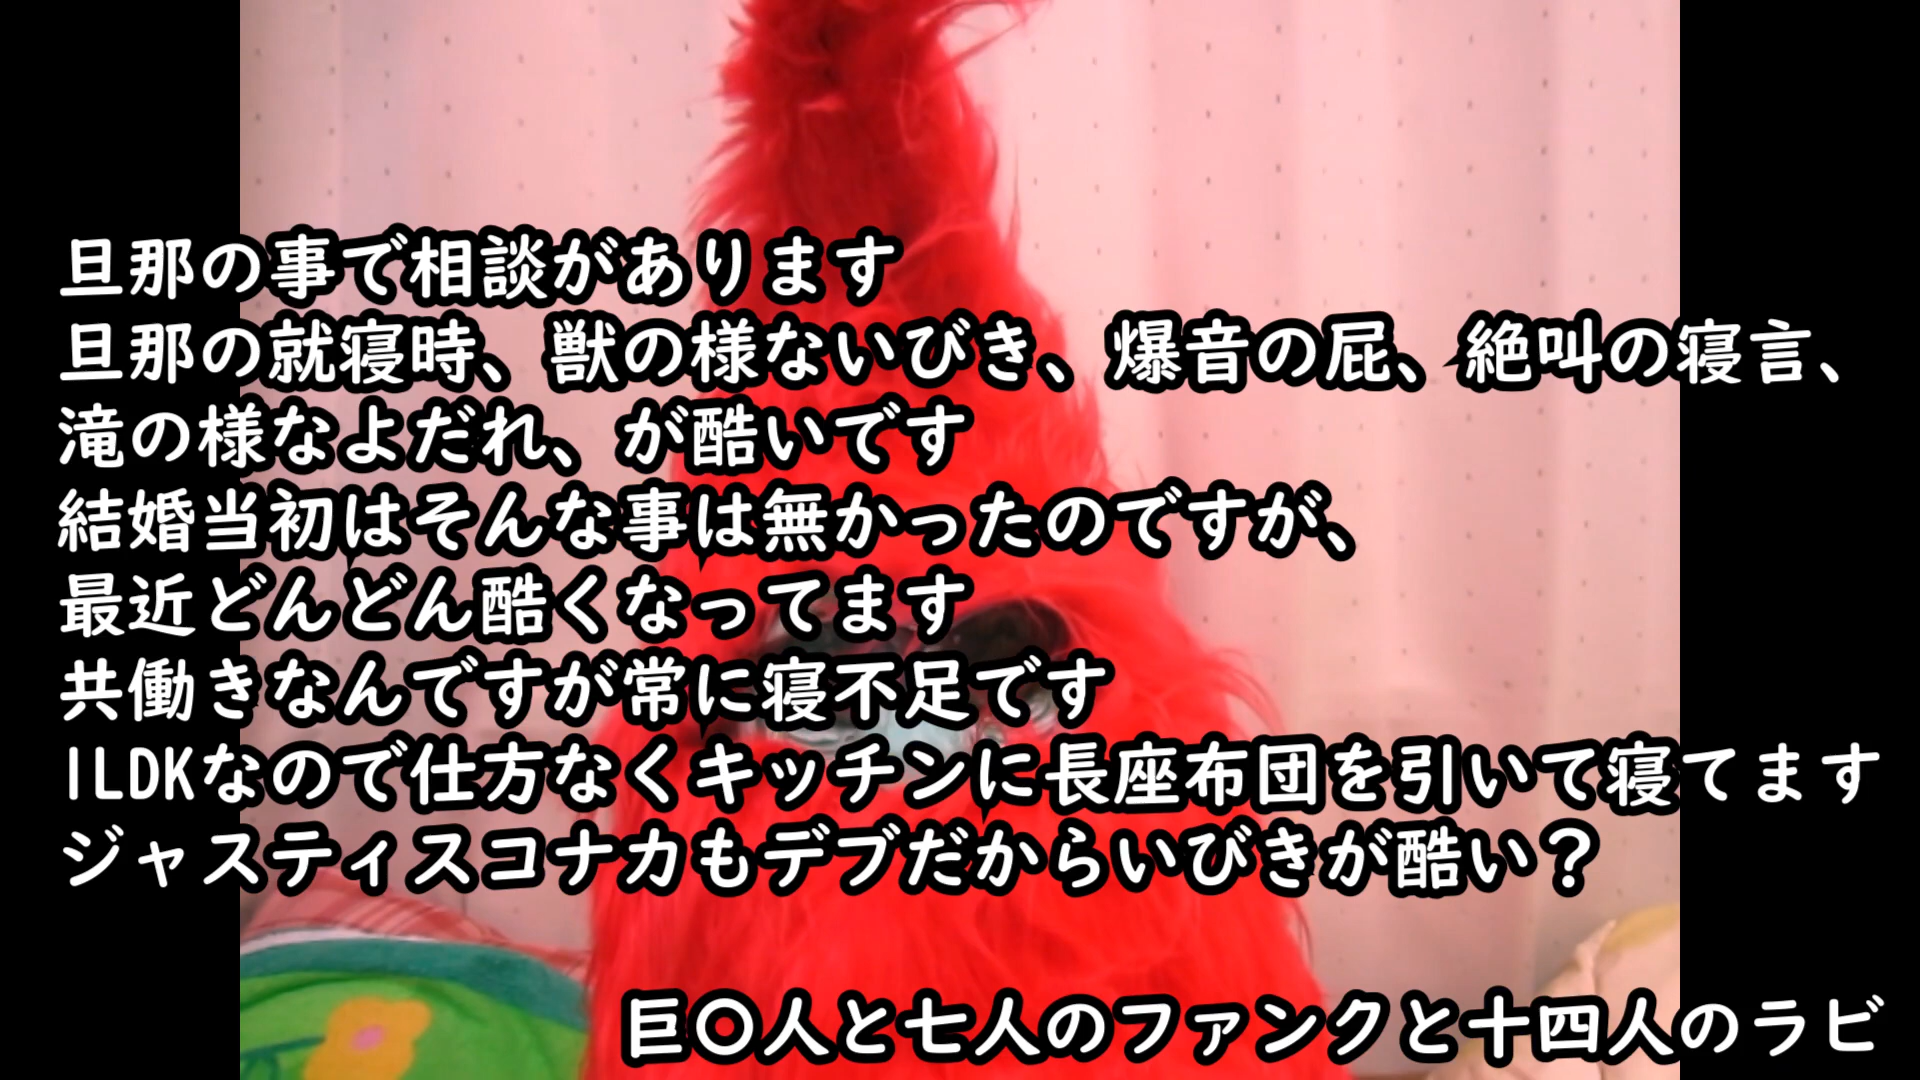 旦那の事で相談があります
旦那の就寝時、獣の様ないびき、爆音の屁、絶叫の寝言、
滝の様なよだれ、が酷いです
結婚当初はそんな事は無かったのですが、
最近どんどん酷くなってます
共働きなんですが常に寝不足です
1LDKなので仕方なくキッチンに長座布団を引いて寝てます
ジャスティスコナカもデブだからいびきが酷い？
巨〇人と七人のファンクと十四人のラビ